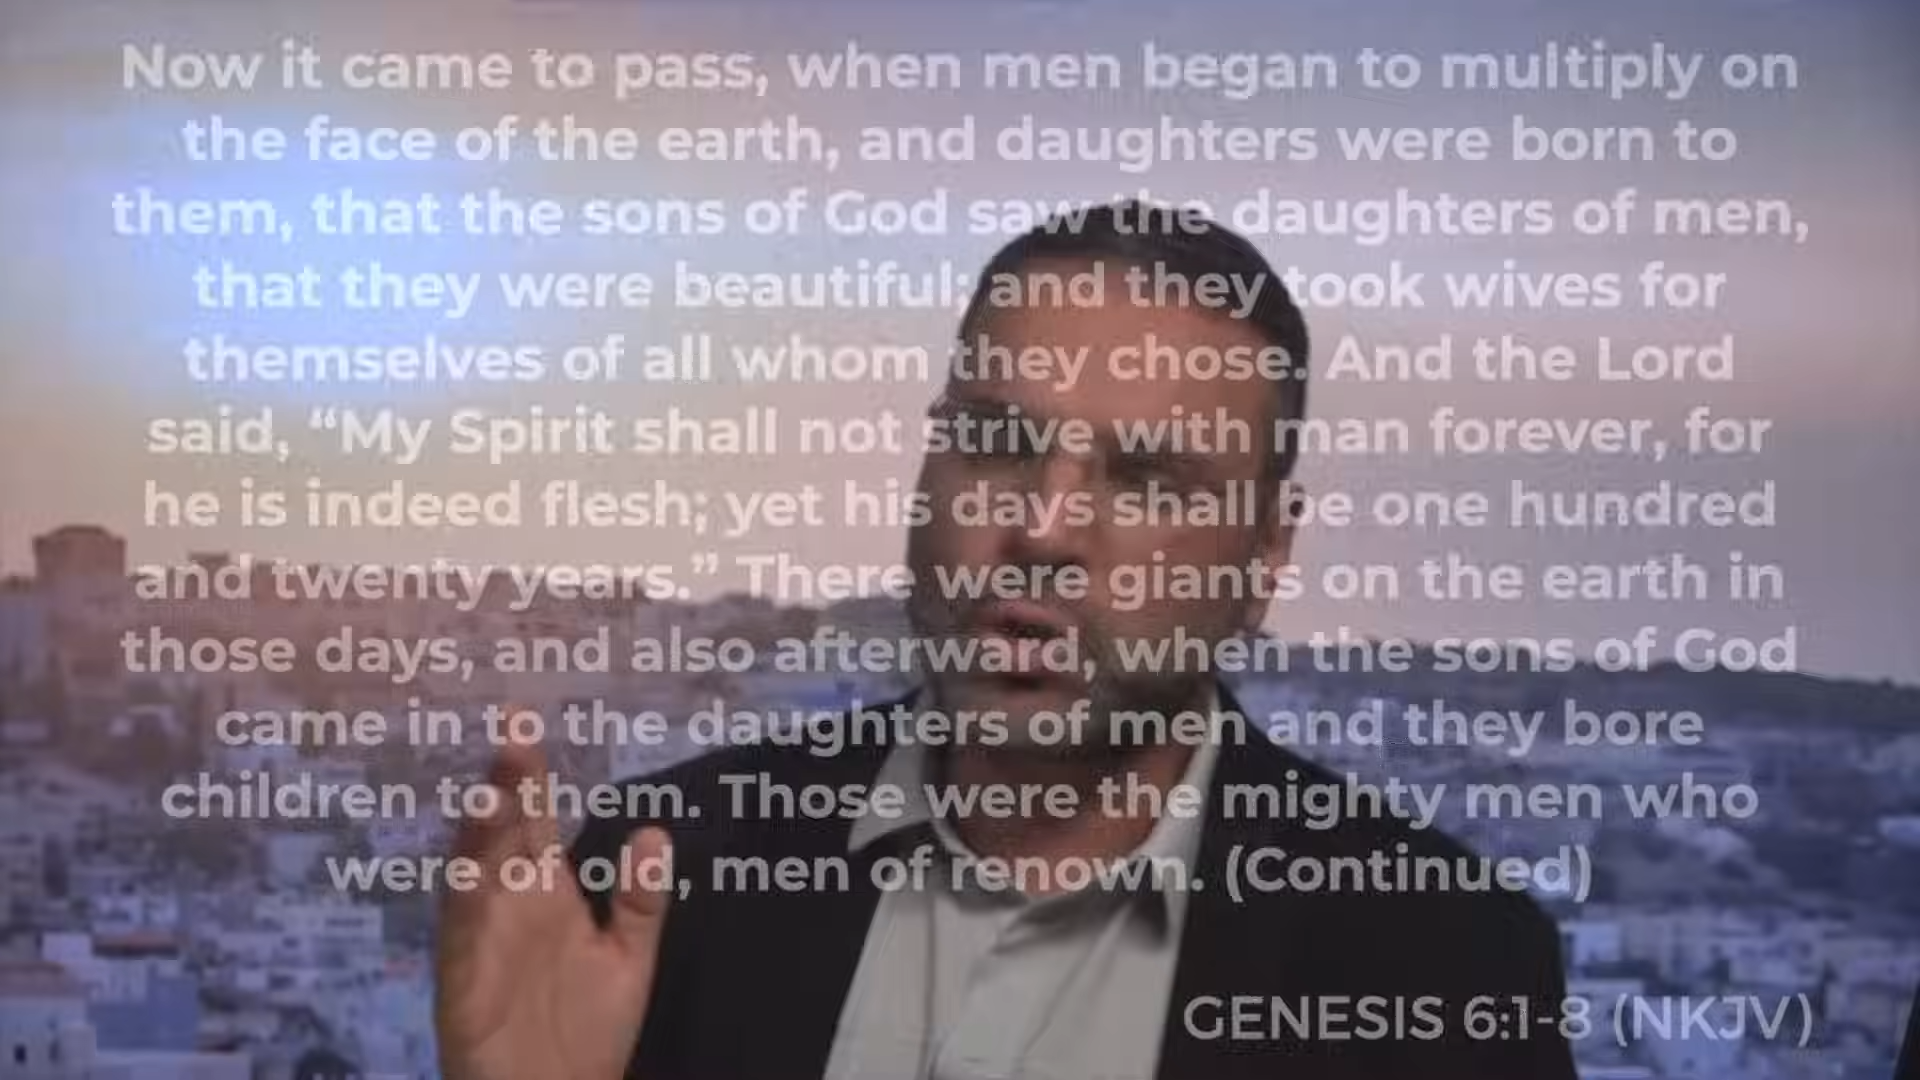 Now it came to pass, when men began to multiply on
the face of the earth, and daughters were born to
them, that the sons of God saw the daughters of men,
that they were beautiful; and they took wives for
themselves of all whom they chose. And the Lord
said, “My Spirit shall not strive with man forever, for
he is indeed flesh; yet his days shall be one hundred
and twenty years.” There were giants on the earth in
those days, and also afterward, when the sons of God
came in to the daughters of men and they bore
children to them. Those were the mighty men who
were of old, men of renown. (Continued)
GENESIS 6:1-8 (NKJV)